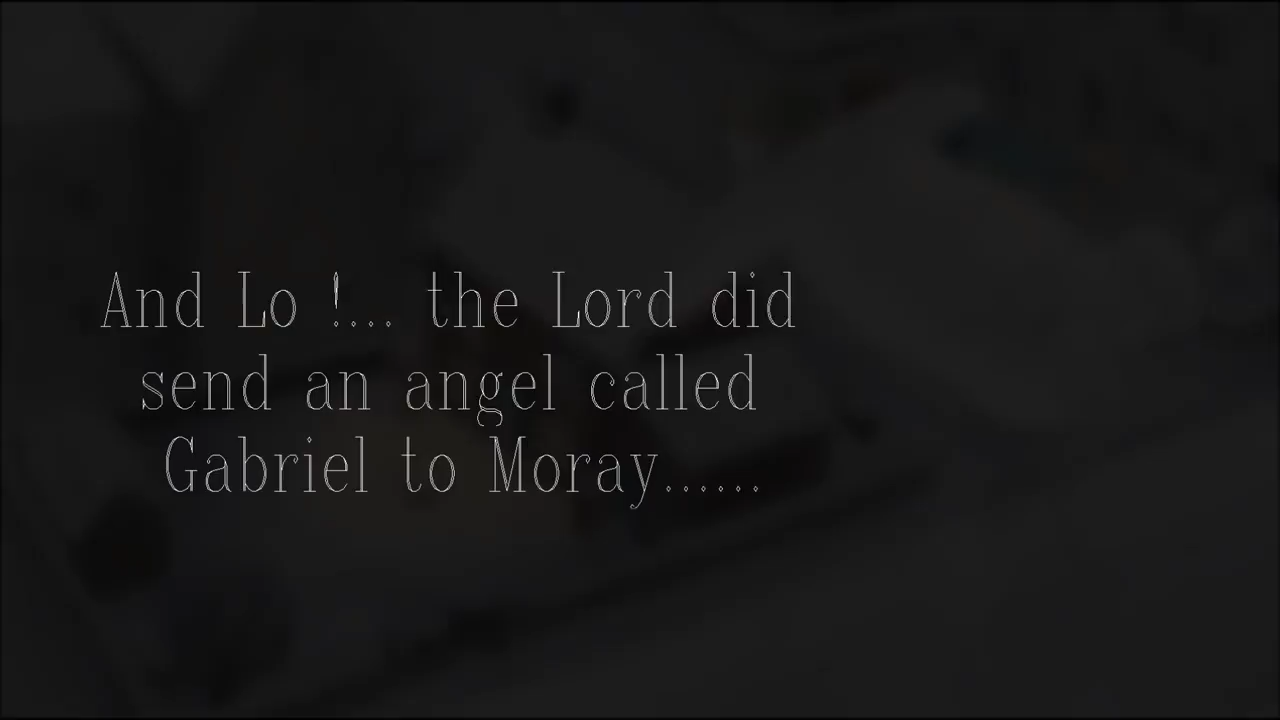 And Lo !... the Lord did
send an angel called
Gabriel to Moray......